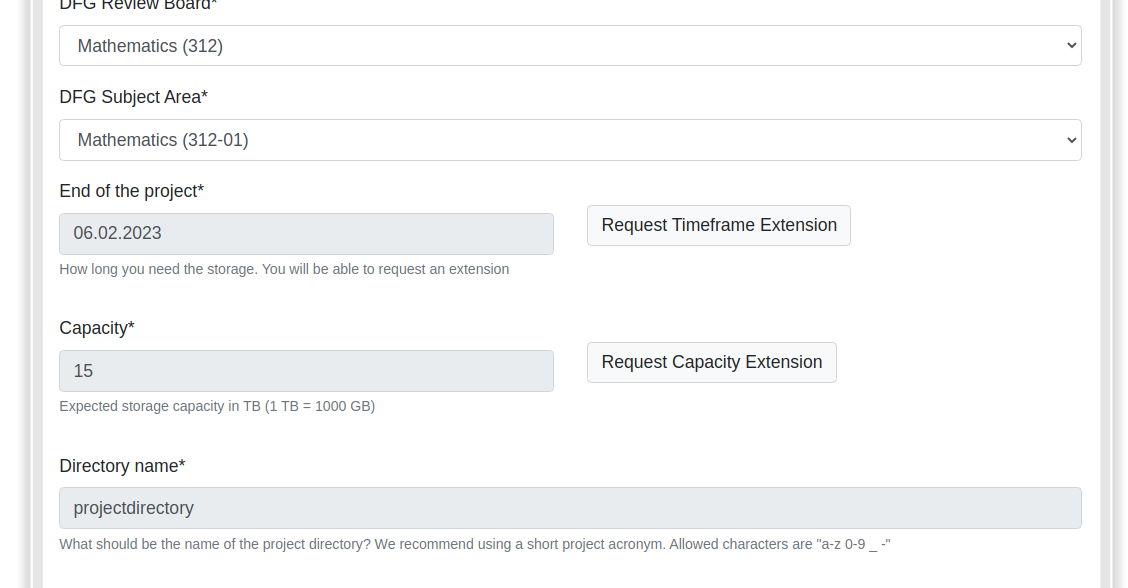 DFG Review Board*
Mathematics (312)
DFG Subject Area*
Mathematics (312-01)
End of the project*
06.02.2023
Request Timeframe Extension
How long you need the storage. You will be able to request an extension
Capacity*
15
Request Capacity Extension
Expected storage capacity in TB (1 TB = 1000 GB)
Directory name*
projectdirectory
What should be the name of the project directory? We recommend using a short project acronym. Allowed characters are "a-z 0-9 _ -"